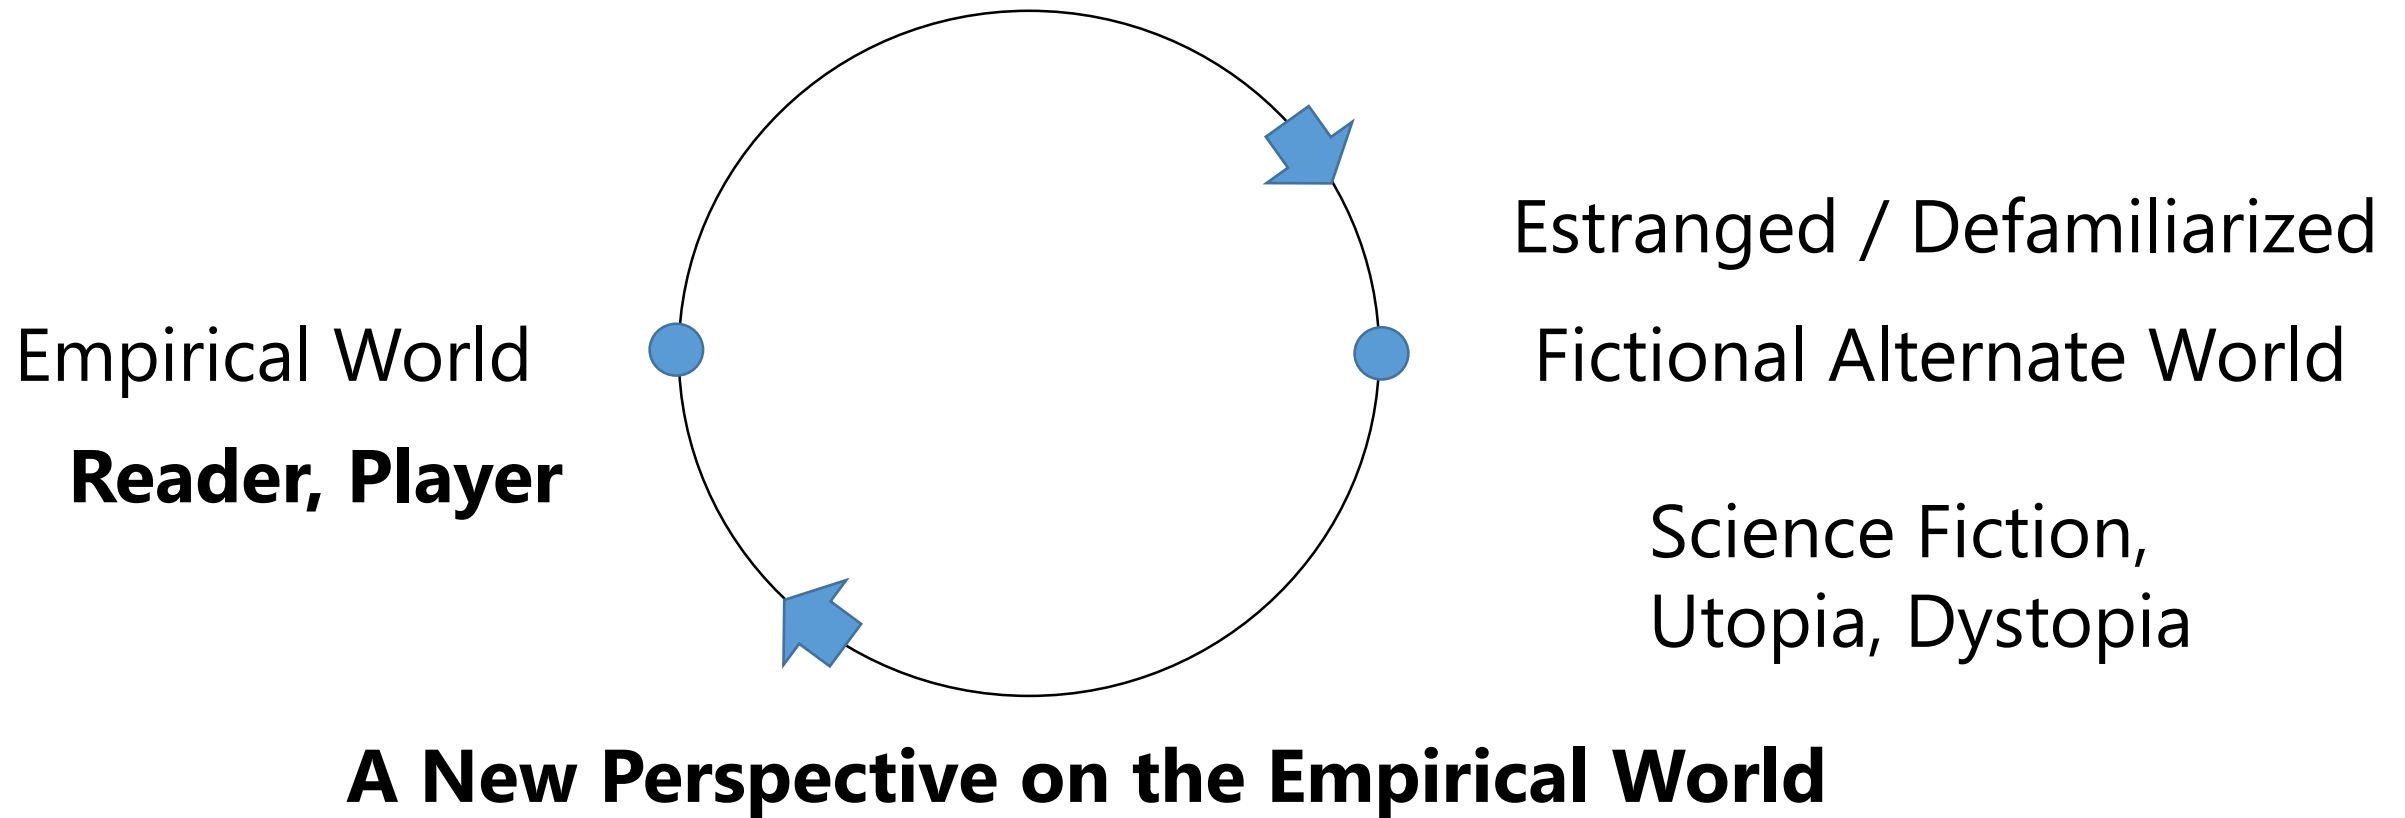 Empirical World
Reader, Player
Estranged / Defamiliarized
Fictional Alternate World
Science Fiction,
Utopia, Dystopia
A New Perspective on the Empirical World